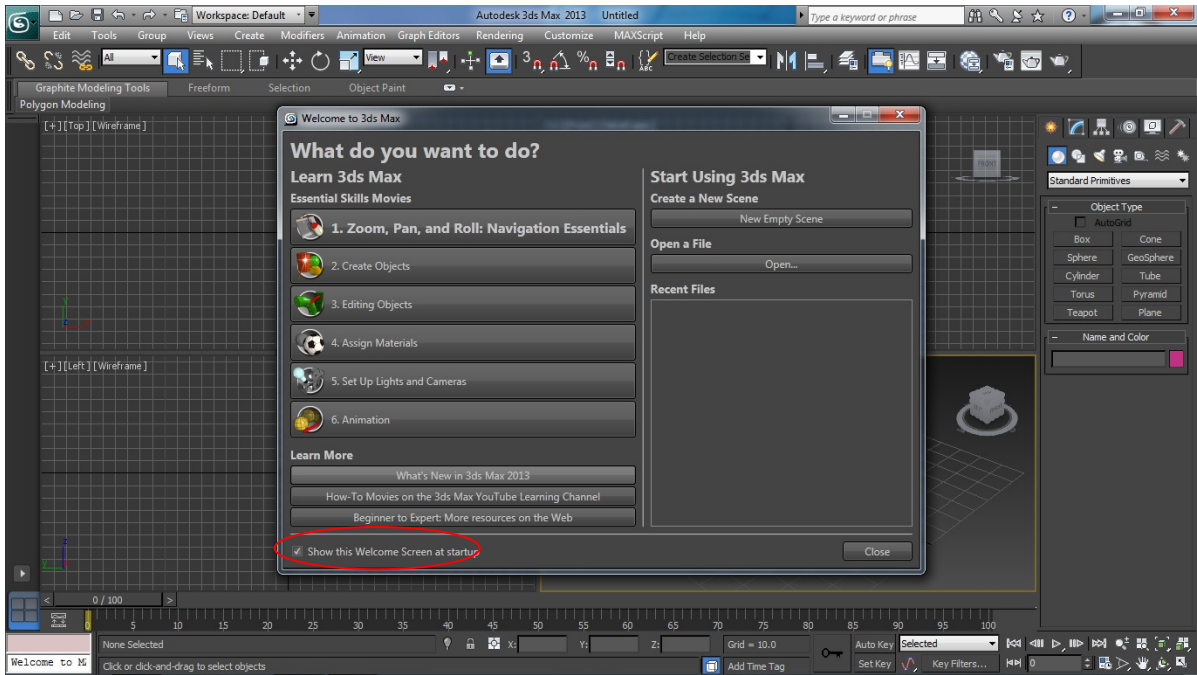 Workspace: Default
Autodesk 3ds Max 2013 Untitled
Type a keyword or phrase
Edit Tools Group Views Create Modifiers Animation Graph Editors Rendering Customize MAXScript Help
All
View
3
%
Create Selection Se
ABC
Graphite Modeling Tools Freeform Selection Object Paint
Polygon Modeling
[+][Top][Wireframe]
Welcome to 3ds Max
What do you want to do?
Learn 3ds Max
Essential Skills Movies
1. Zoom, Pan, and Roll: Navigation Essentials
2. Create Objects
3. Editing Objects
4. Assign Materials
5. Set Up Lights and Cameras
6. Animation
Learn More
What's New in 3ds Max 2013
How-To Movies on the 3ds Max YouTube Learning Channel
Beginner to Expert: More resources on the Web
Show this Welcome Screen at startup
Start Using 3ds Max
Create a New Scene
New Empty Scene
Open a File
Open...
Recent Files
Close
FRONT
Standard Primitives
Object Type
AutoGrid
Box Cone
Sphere GeoSphere
Cylinder Tube
Torus Pyramid
Teapot Plane
Name and Color
y
[+][Left][Wireframe]
z
y
< 0 / 100 >
0 5 10 15 20 25 30 35 40 45 50 55 60 65 70 75 80 85 90 95 100
None Selected X: Y: Z: Grid = 10.0 Auto Key Selected
Welcome to M Click or click-and-drag to select objects Add Time Tag Set Key Key Filters... 0